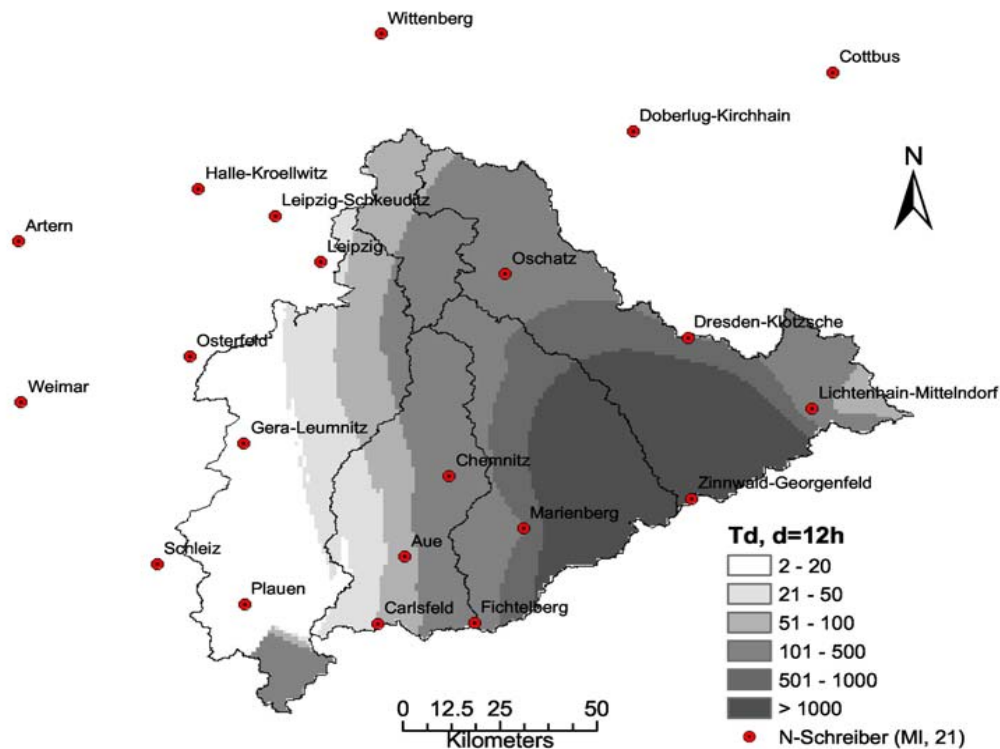 Wittenberg
Cottbus
Doberlug-Kirchhain
N
Halle-Kroellwitz
Leipzig-Schkeuditz
Artern
Leipzig
Oschatz
Dresden-Klotzsche
Osterfeld
Weimar
Lichtenhain-Mittelndorf
Gera-Leumnitz
Chemnitz
Zinnwald-Georgenfeld
Marienberg
Aue
Schleiz
Plauen
Carlsfeld
Fichtelberg
Td, d=12h
2 - 20
21 - 50
51 - 100
101 - 500
501 - 1000
> 1000
N-Schreiber (MI, 21)
0 12.5 25 50
Kilometers